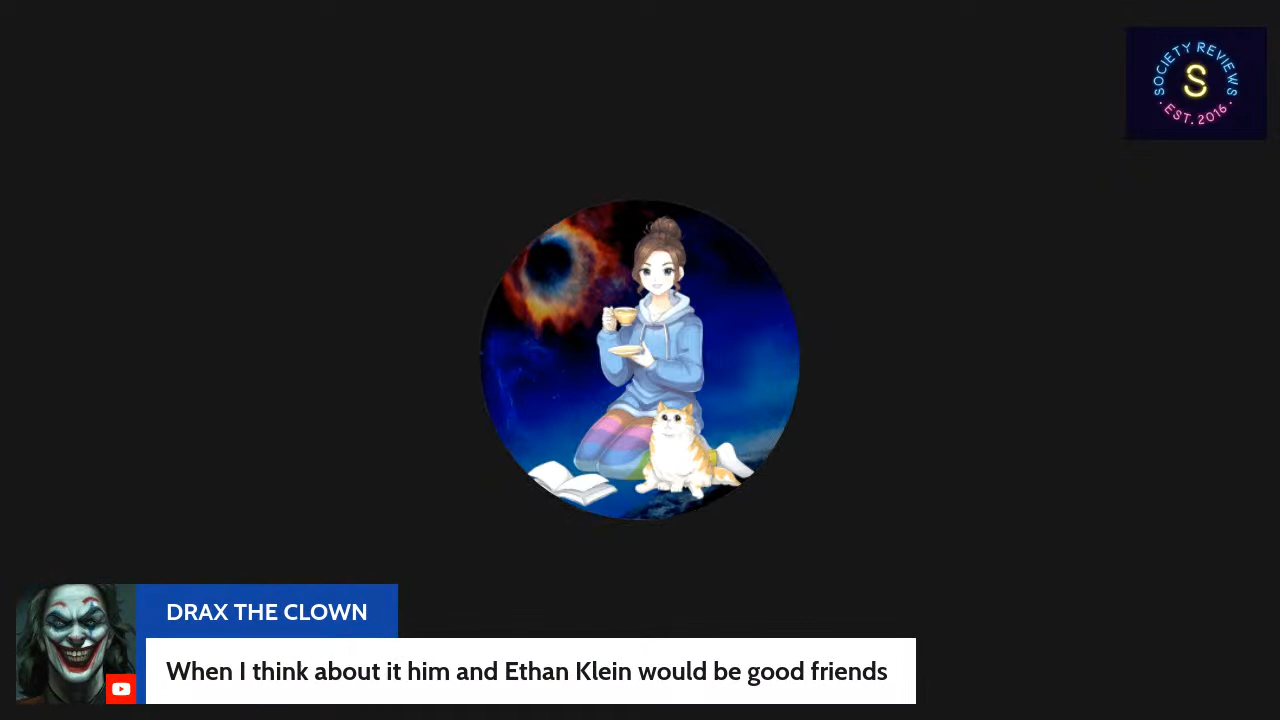 SOCIETY REVIEWS
S
· EST. 2016 ·
DRAX THE CLOWN
When I think about it him and Ethan Klein would be good friends